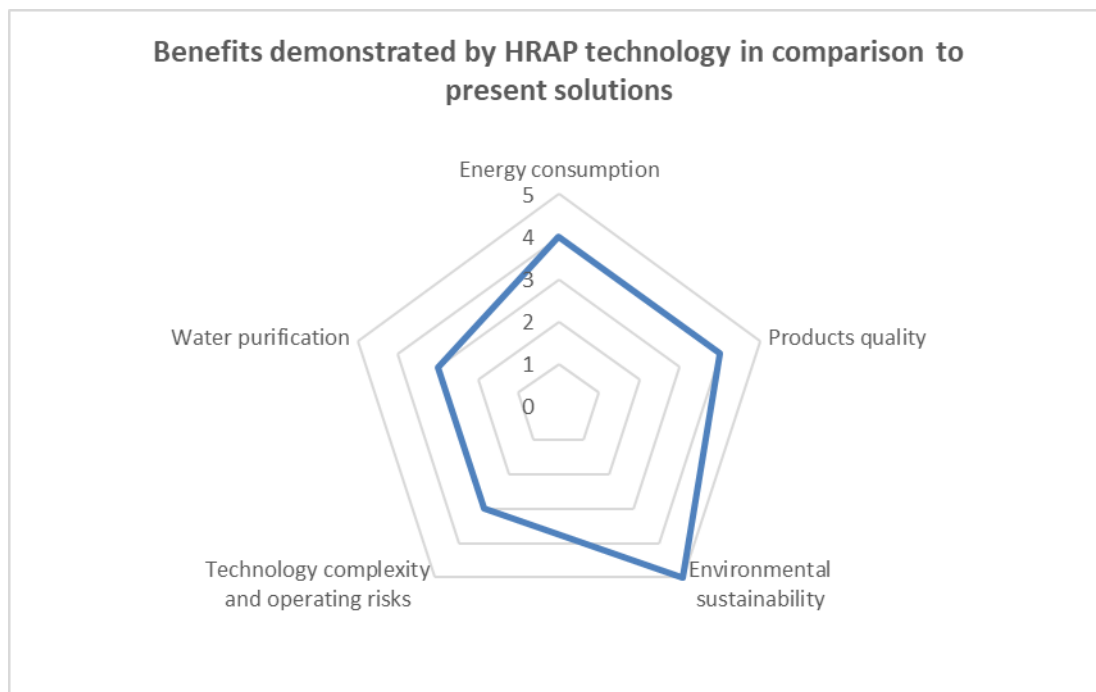 Benefits demonstrated by HRAP technology in comparison to
present solutions
Energy consumption
5
4
3
2
1
0
Water purification
Products quality
Technology complexity
and operating risks
Environmental
sustainability